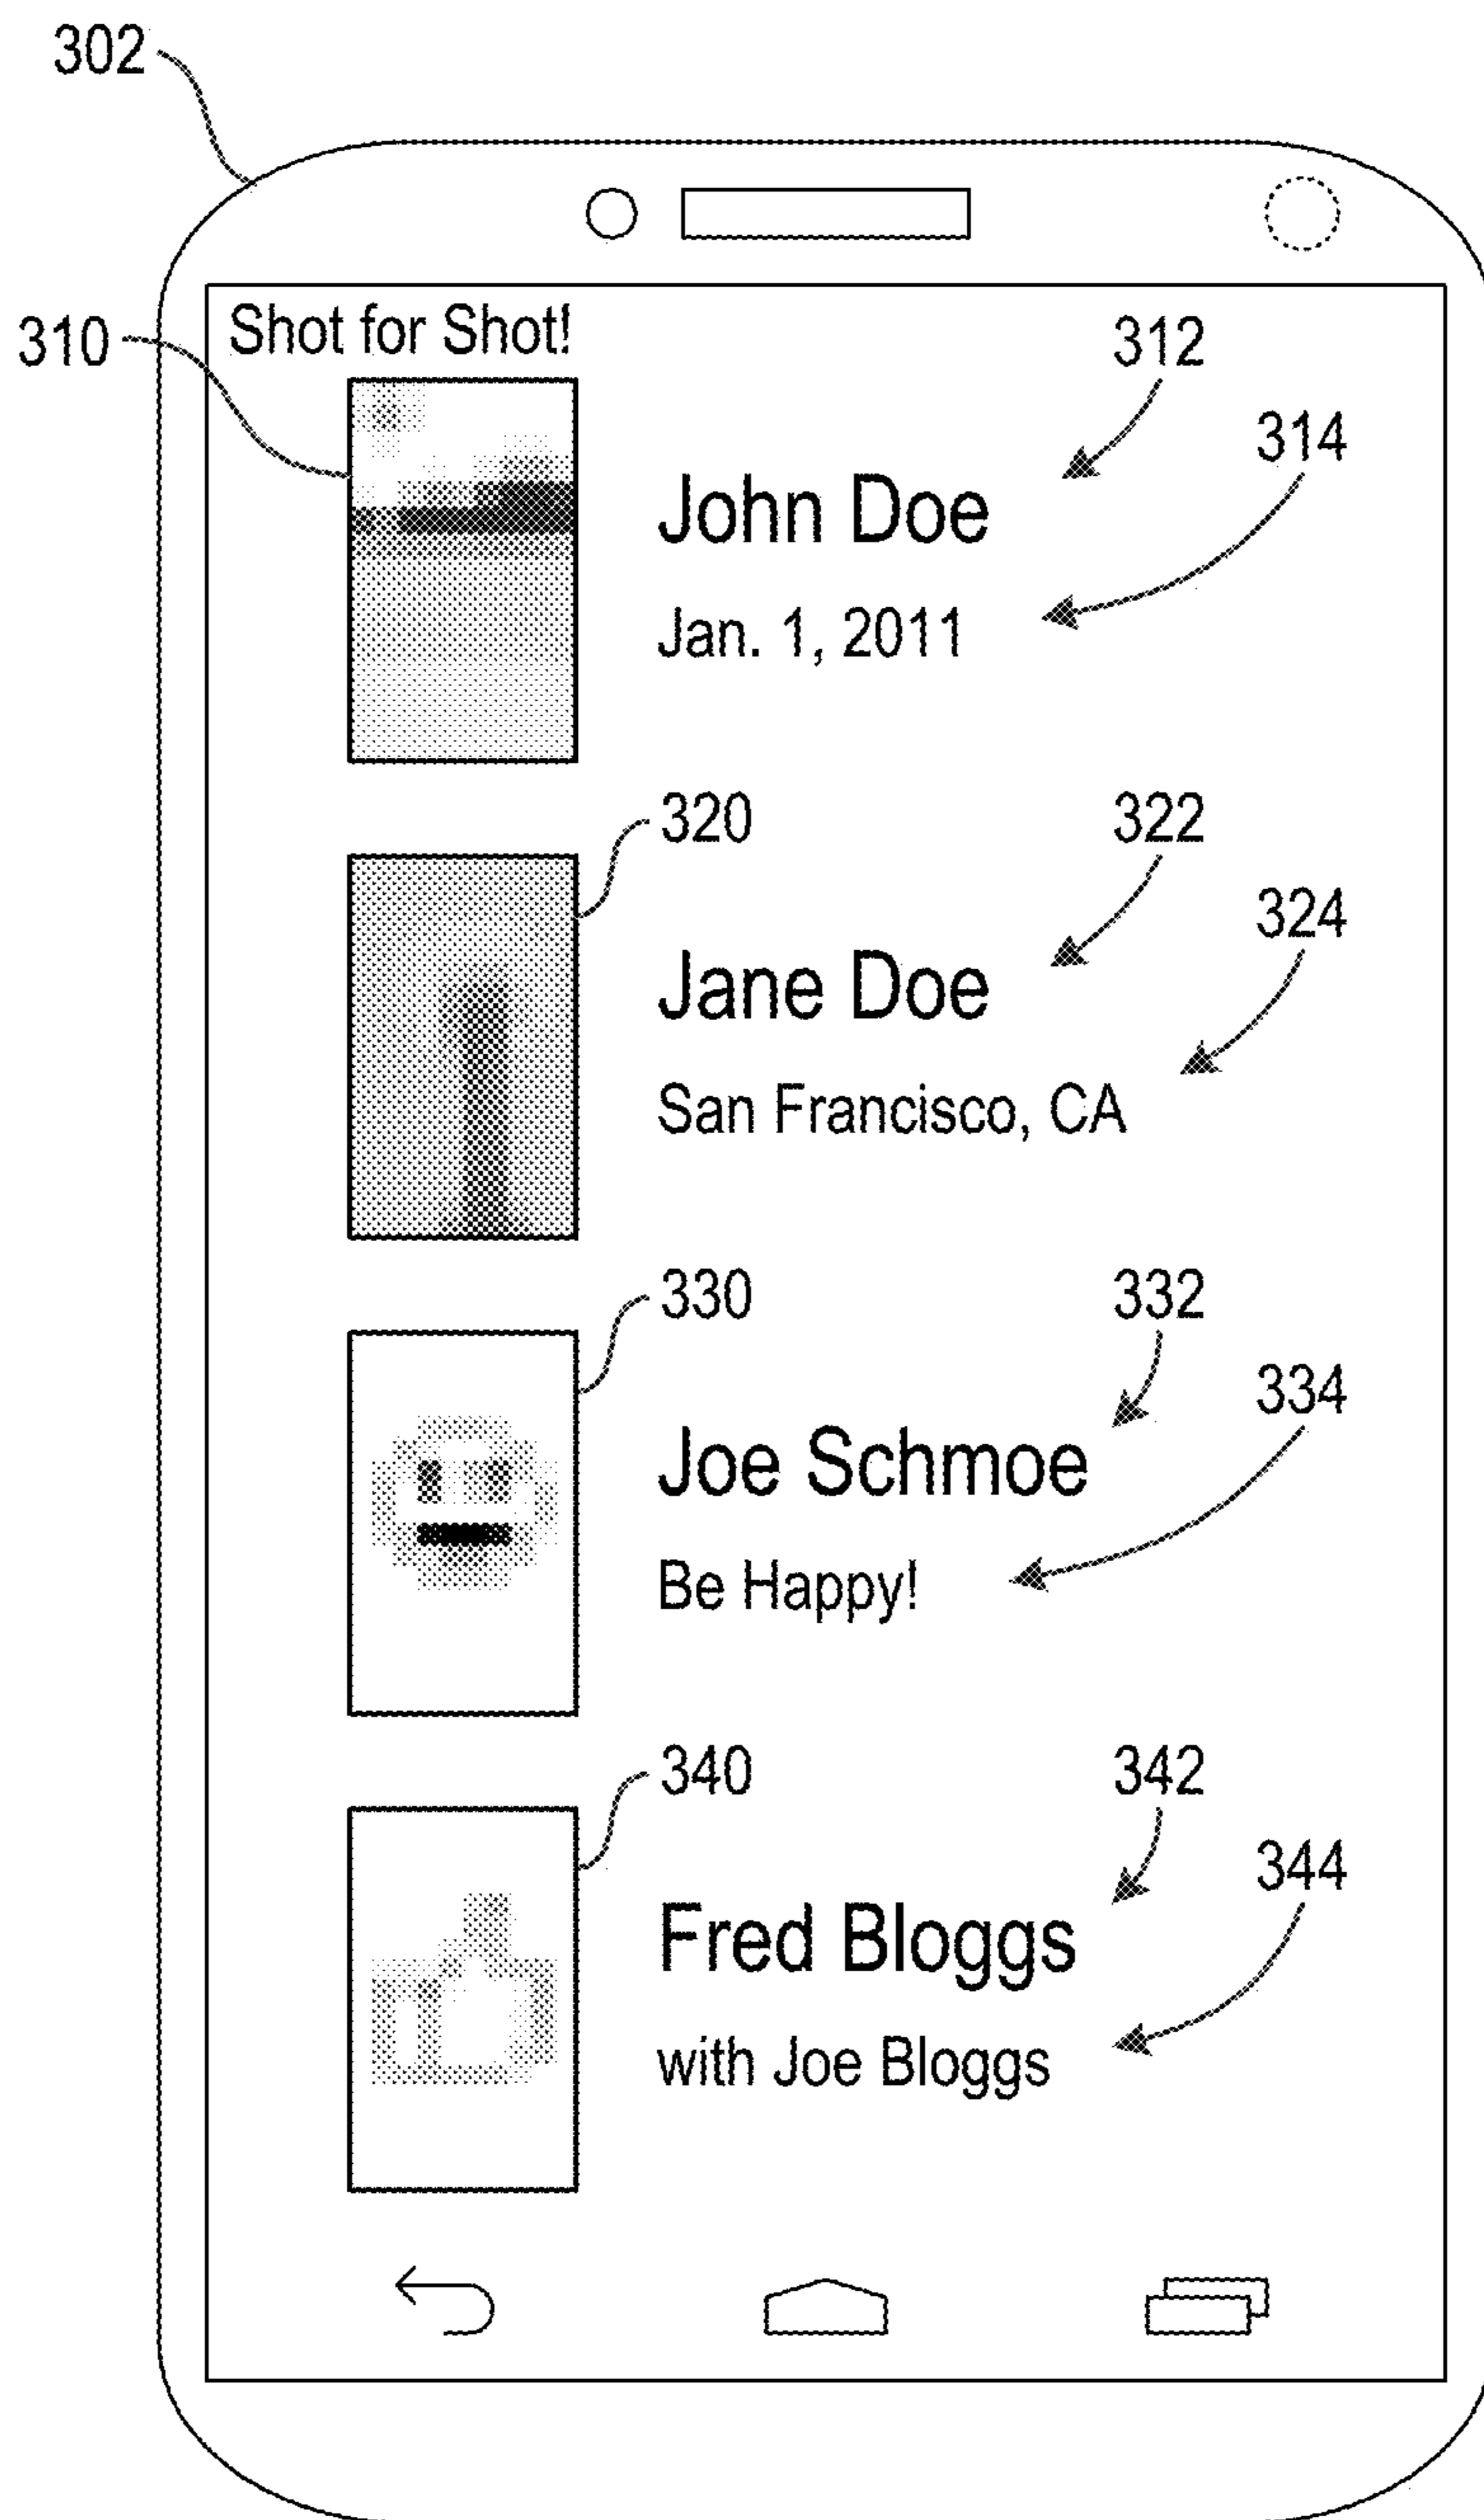 302
310
Shot for Shot!
312
314
John Doe
Jan. 1, 2011
320
322
324
Jane Doe
San Francisco, CA
330
332
334
Joe Schmoe
Be Happy!
340
342
344
Fred Bloggs
with Joe Bloggs